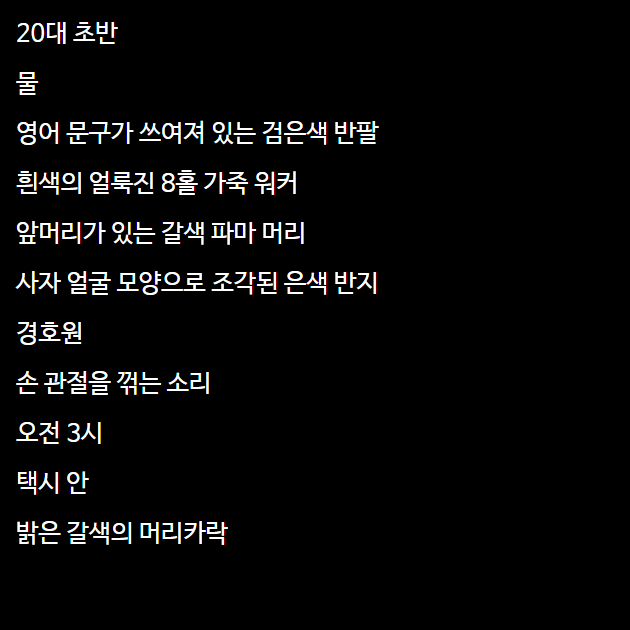 20대 초반
물
영어 문구가 쓰여져 있는 검은색 반팔
흰색의 얼룩진 8홀 가죽 워커
앞머리가 있는 갈색 파마 머리
사자 얼굴 모양으로 조각된 은색 반지
경호원
손 관절을 꺾는 소리
오전 3시
택시 안
밝은 갈색의 머리카락